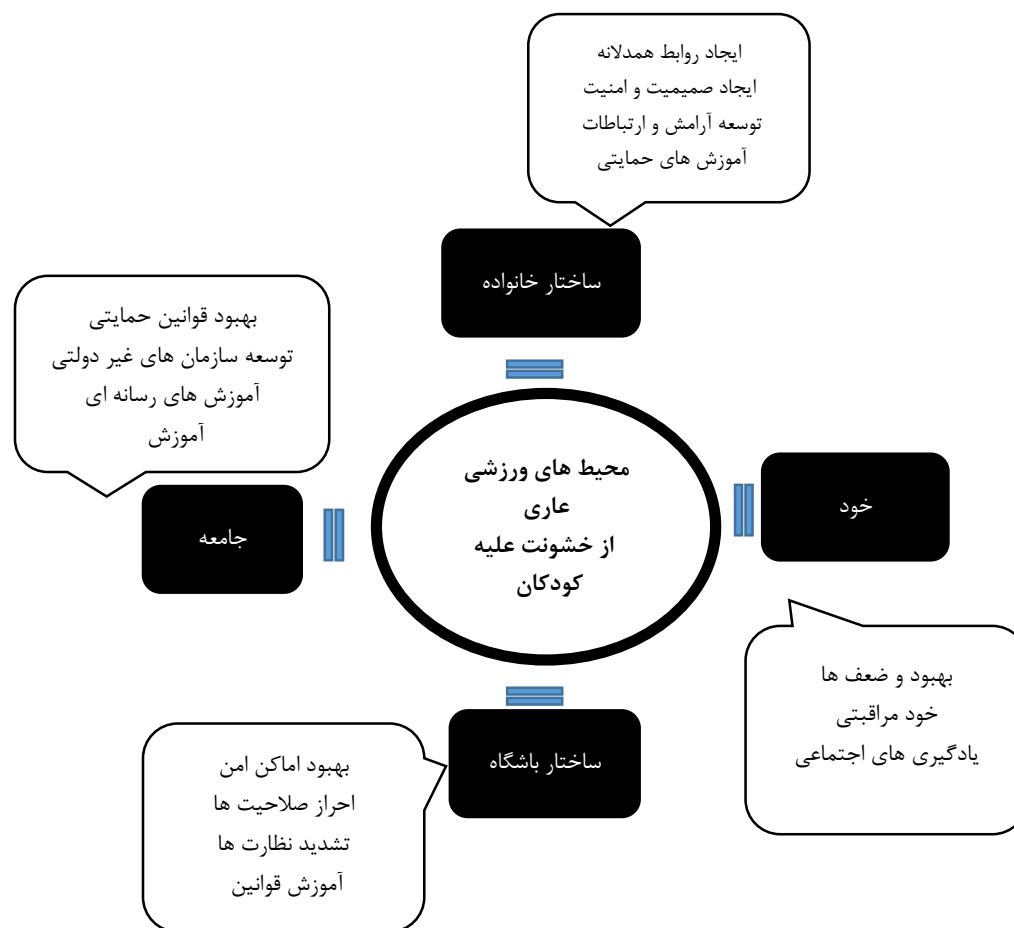 ایجاد روابط همدلانه
ایجاد صمیمیت و امنیت
توسعه آرامش و ارتباطات
آموزش های حمایتی
ساختار خانواده
بهبود قوانین حمایتی
توسعه سازمان های غیر دولتی
آموزش های رسانه ای
آموزش
محیط های ورزشی
عاری
از خشونت علیه
کودکان
خود
جامعه
بهبود و ضعف ها
خود مراقبتی
یادگیری های اجتماعی
ساختار باشگاه
بهبود اماکن امن
احراز صلاحیت ها
تشدید نظارت ها
آموزش قوانین